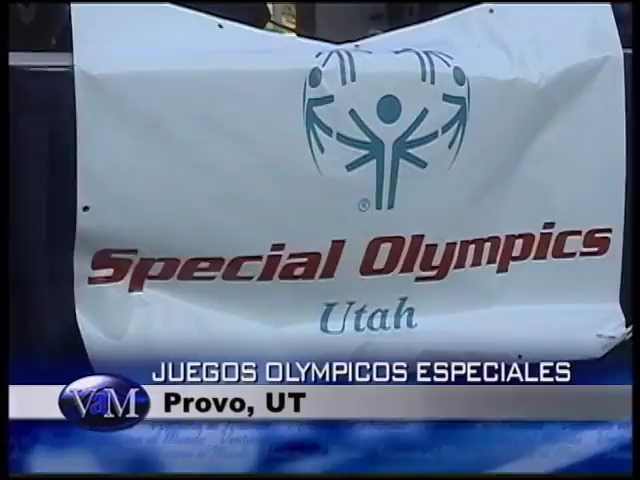 ®
Special Olympics
Utah
JUEGOS OLYMPICOS ESPECIALES
VaM
Provo, UT